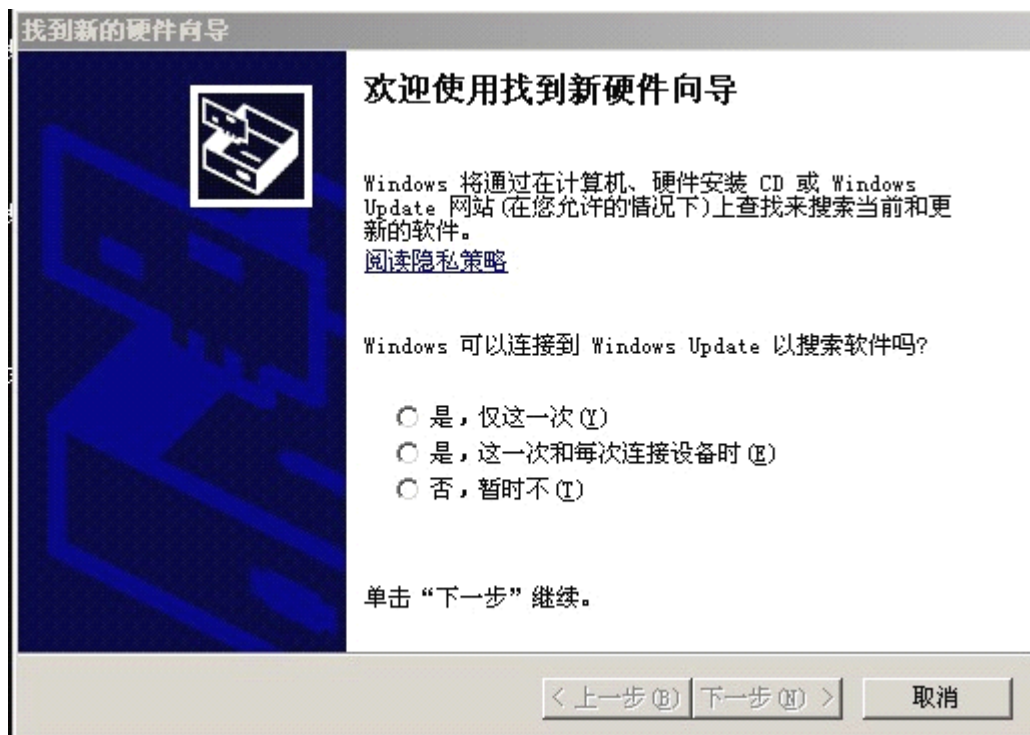 找到新的硬件向导
欢迎使用找到新硬件向导
Windows 将通过在计算机、硬件安装 CD 或 Windows
Update 网站(在您允许的情况下)上查找来搜索当前和更
新的软件。
阅读隐私策略
Windows 可以连接到 Windows Update 以搜索软件吗?
是，仅这一次(Y)
是，这一次和每次连接设备时(E)
否，暂时不(T)
单击“下一步”继续。
< 上一步(B) 下一步(N) > 取消